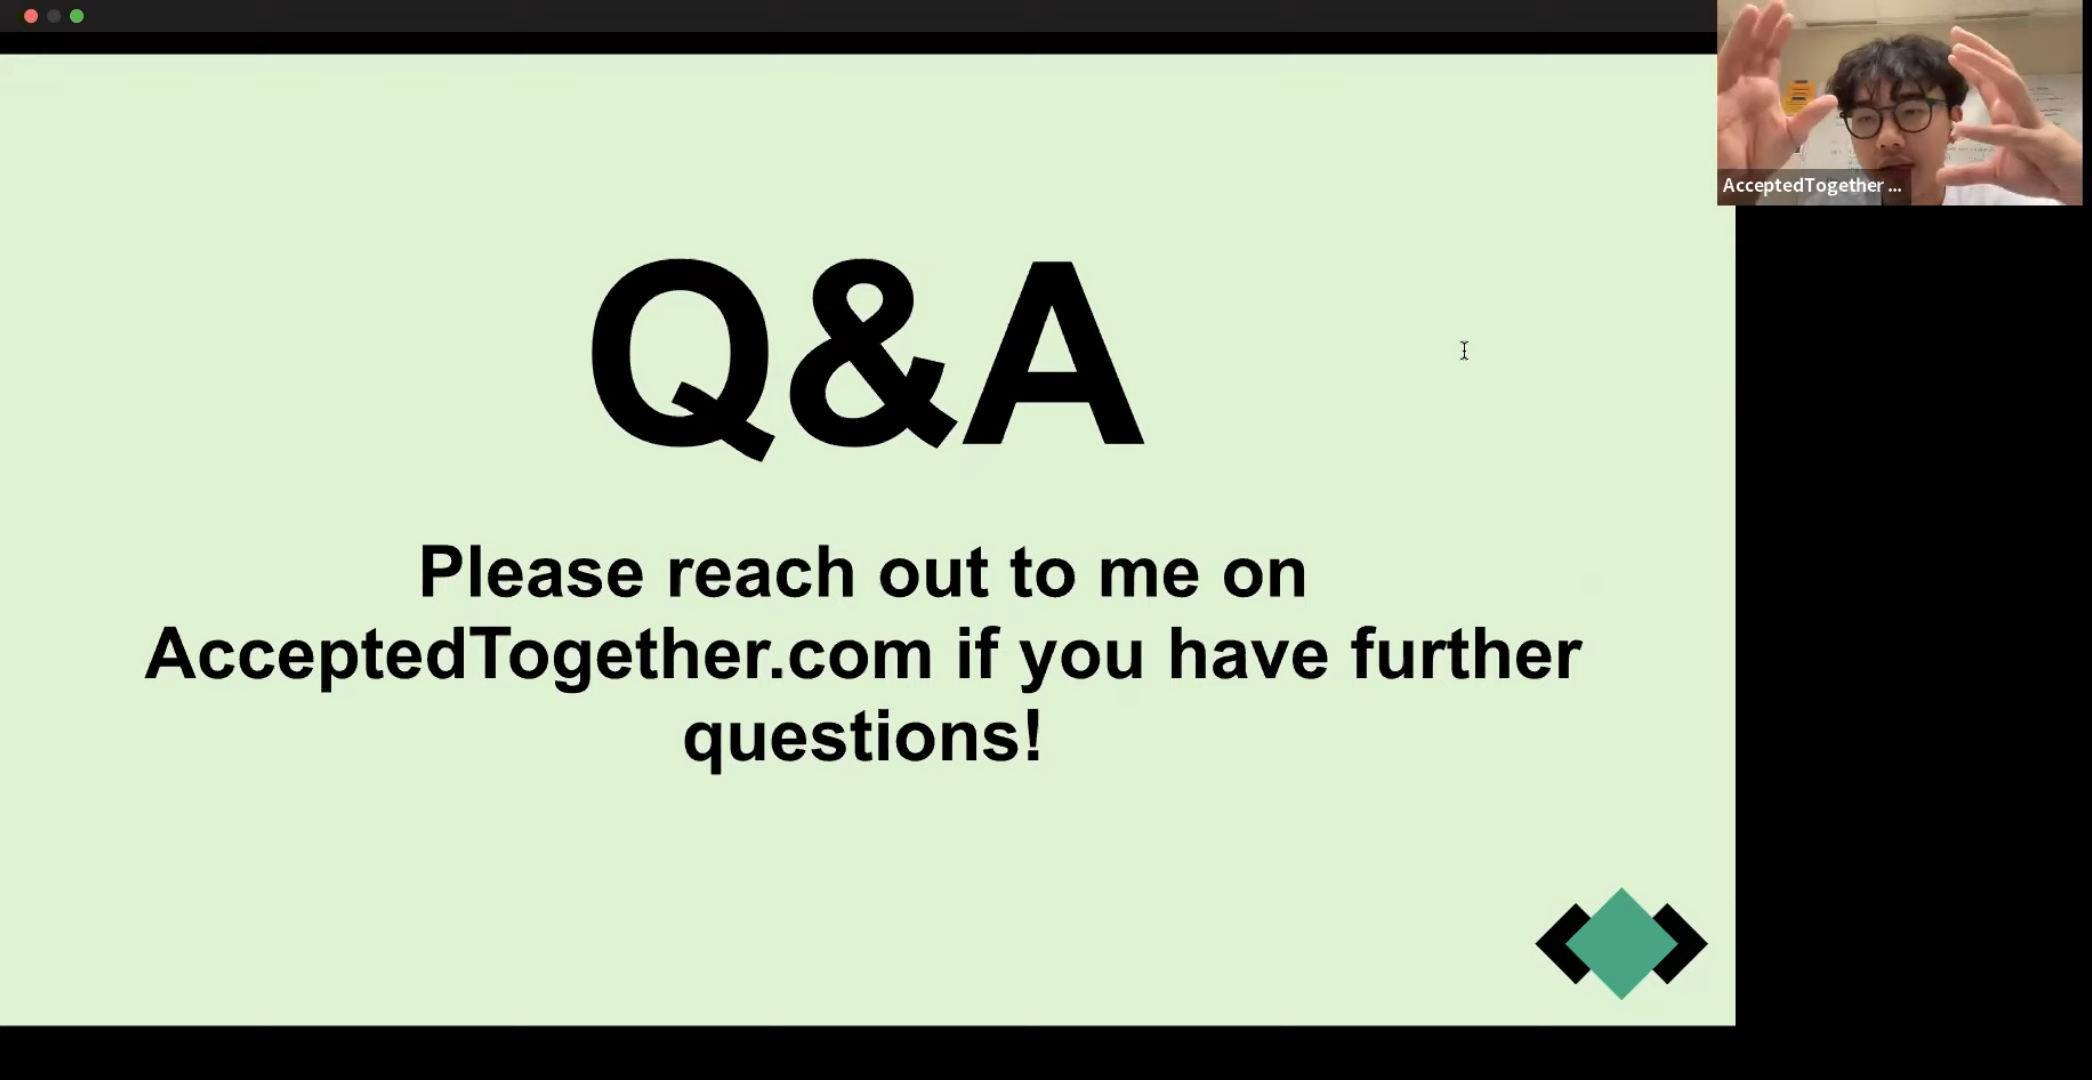 AcceptedTogether ...
Q&A
Please reach out to me on
AcceptedTogether.com if you have further
questions!